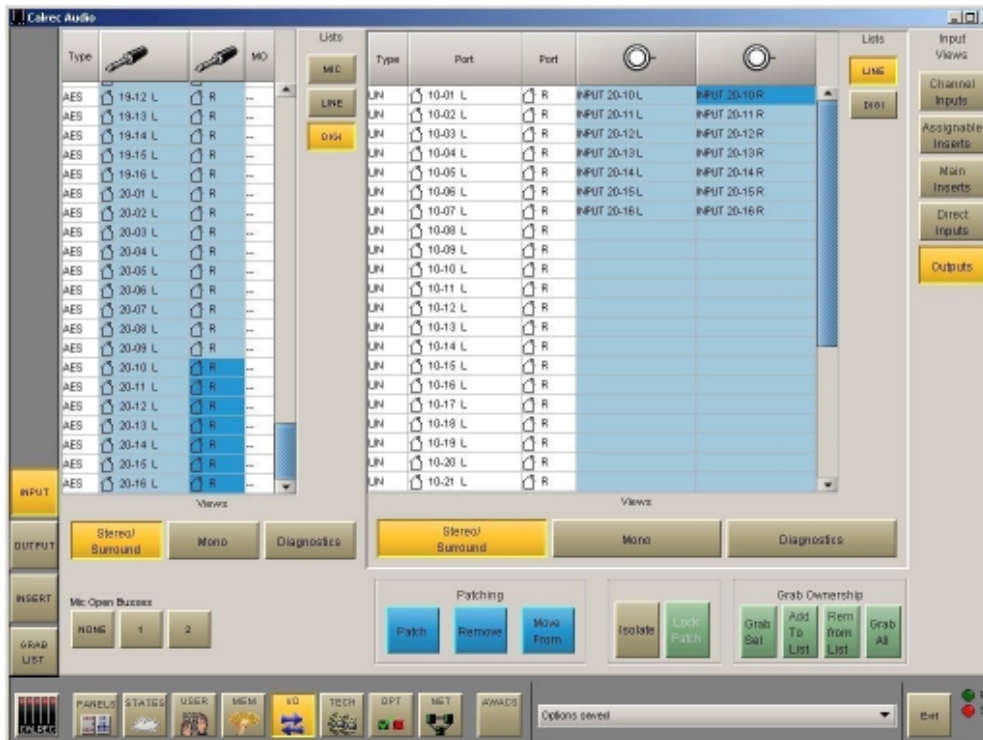 Calrec Audio
Type MO
Lists
MIC
LINE
DIGI
AES 19-12 L R --
AES 19-13 L R --
AES 19-14 L R --
AES 19-15 L R --
AES 19-16 L R --
AES 20-01 L R --
AES 20-02 L R --
AES 20-03 L R --
AES 20-04 L R --
AES 20-05 L R --
AES 20-06 L R --
AES 20-07 L R --
AES 20-08 L R --
AES 20-09 L R --
AES 20-10 L R --
AES 20-11 L R --
AES 20-12 L R --
AES 20-13 L R --
AES 20-14 L R --
AES 20-15 L R --
AES 20-16 L R --
Views
Stereo/
Surround
Mono
Diagnostics
Type Port Port
Lists
LINE
DIGI
LIN 10-01 L R INPUT 20-10 L INPUT 20-10 R
LIN 10-02 L R INPUT 20-11 L INPUT 20-11 R
LIN 10-03 L R INPUT 20-12 L INPUT 20-12 R
LIN 10-04 L R INPUT 20-13 L INPUT 20-13 R
LIN 10-05 L R INPUT 20-14 L INPUT 20-14 R
LIN 10-06 L R INPUT 20-15 L INPUT 20-15 R
LIN 10-07 L R INPUT 20-16 L INPUT 20-16 R
LIN 10-08 L R
LIN 10-09 L R
LIN 10-10 L R
LIN 10-11 L R
LIN 10-12 L R
LIN 10-13 L R
LIN 10-14 L R
LIN 10-15 L R
LIN 10-16 L R
LIN 10-17 L R
LIN 10-18 L R
LIN 10-19 L R
LIN 10-20 L R
LIN 10-21 L R
Views
Stereo/
Surround
Mono
Diagnostics
Input
Views
Channel
Inputs
Assignable
Inserts
Main
Inserts
Direct
Inputs
Outputs
INPUT
OUTPUT
INSERT
GRAB
LIST
Mic Open Busses
NONE
1
2
Patching
Patch
Remove
Move
From
Isolate
Lock
Patch
Grab Ownership
Grab
Sel
Add
To
List
Rem
from
List
Grab
All
CALREC
PANELS
STATES
USER
MEM
I/O
TECH
OPT
NET
AWACS
Options saved
Exit